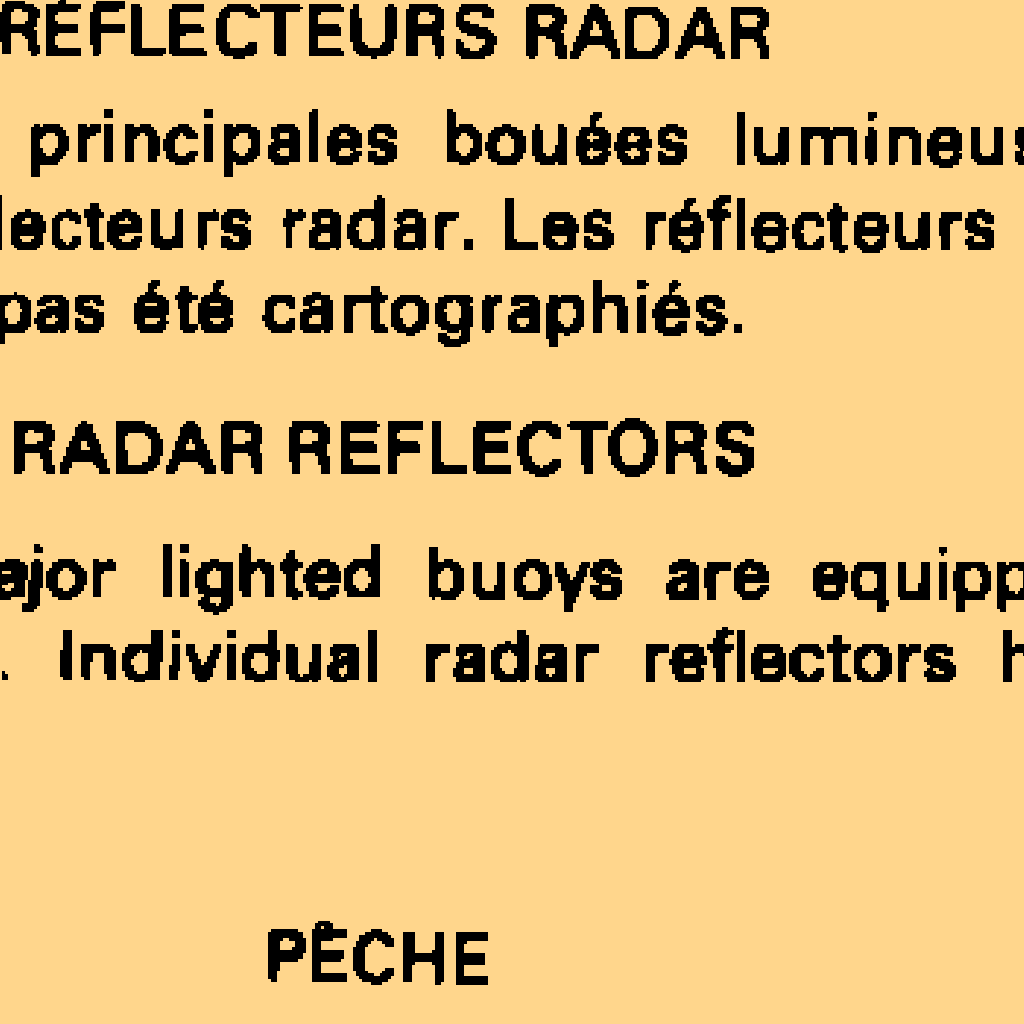 RÉFLECTEURS RADAR
principales bouées lumineus
lecteurs radar. Les réflecteurs
pas été cartographiés.
RADAR REFLECTORS
ajor lighted buoys are equipp
. Individual radar reflectors h
PÊCHE